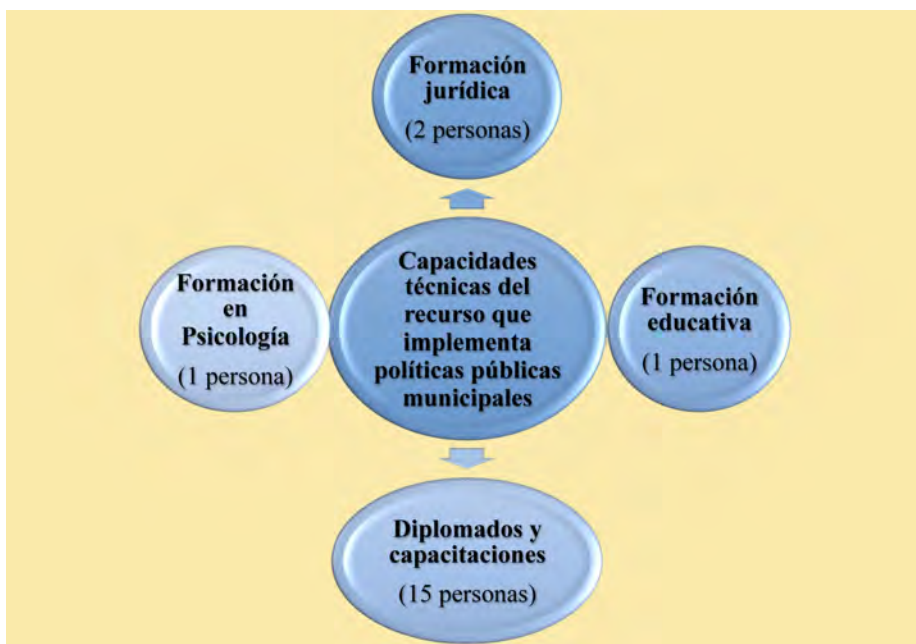 Formación
jurídica
(2 personas)
Formación
en
Psicología
(1 persona)
Capacidades
técnicas del
recurso que
implementa
políticas públicas
municipales
Formación
educativa
(1 persona)
Diplomados y
capacitaciones
(15 personas)